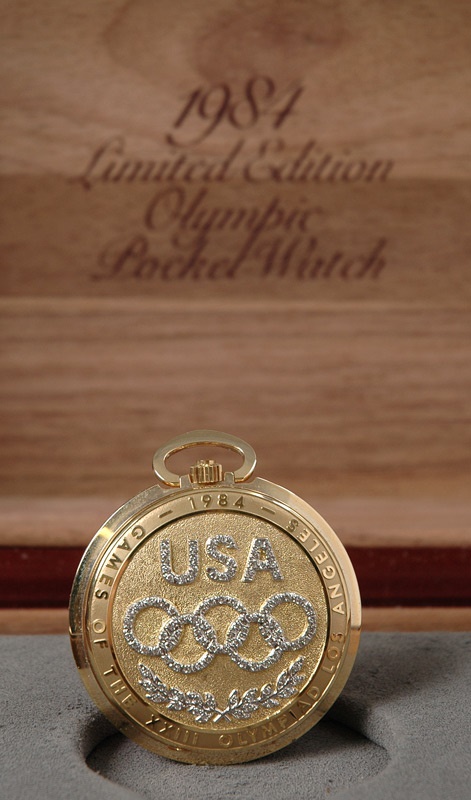 1984
Limited Edition
Olympic
Pocket Watch
– 1984 –
GAMES OF THE XXIII OLYMPIAD LOS ANGELES
USA